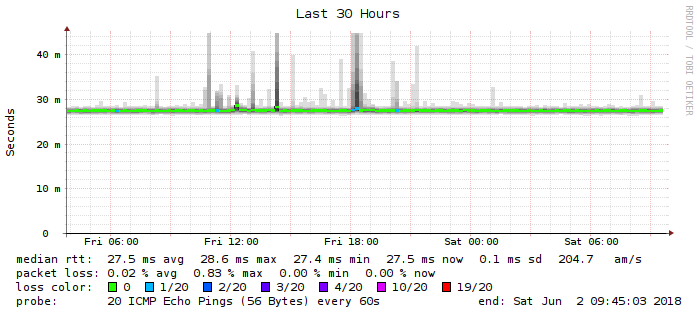 Last 30 Hours
RRDTOOL / TOBI OETIKER
Seconds
40 m
30 m
20 m
10 m
0
Fri 06:00 Fri 12:00 Fri 18:00 Sat 00:00 Sat 06:00
median rtt: 27.5 ms avg 28.6 ms max 27.4 ms min 27.5 ms now 0.1 ms sd 204.7 am/s
packet loss: 0.02 % avg 0.83 % max 0.00 % min 0.00 % now
loss color: 0 1/20 2/20 3/20 4/20 10/20 19/20
probe: 20 ICMP Echo Pings (56 Bytes) every 60s end: Sat Jun 2 09:45:03 2018